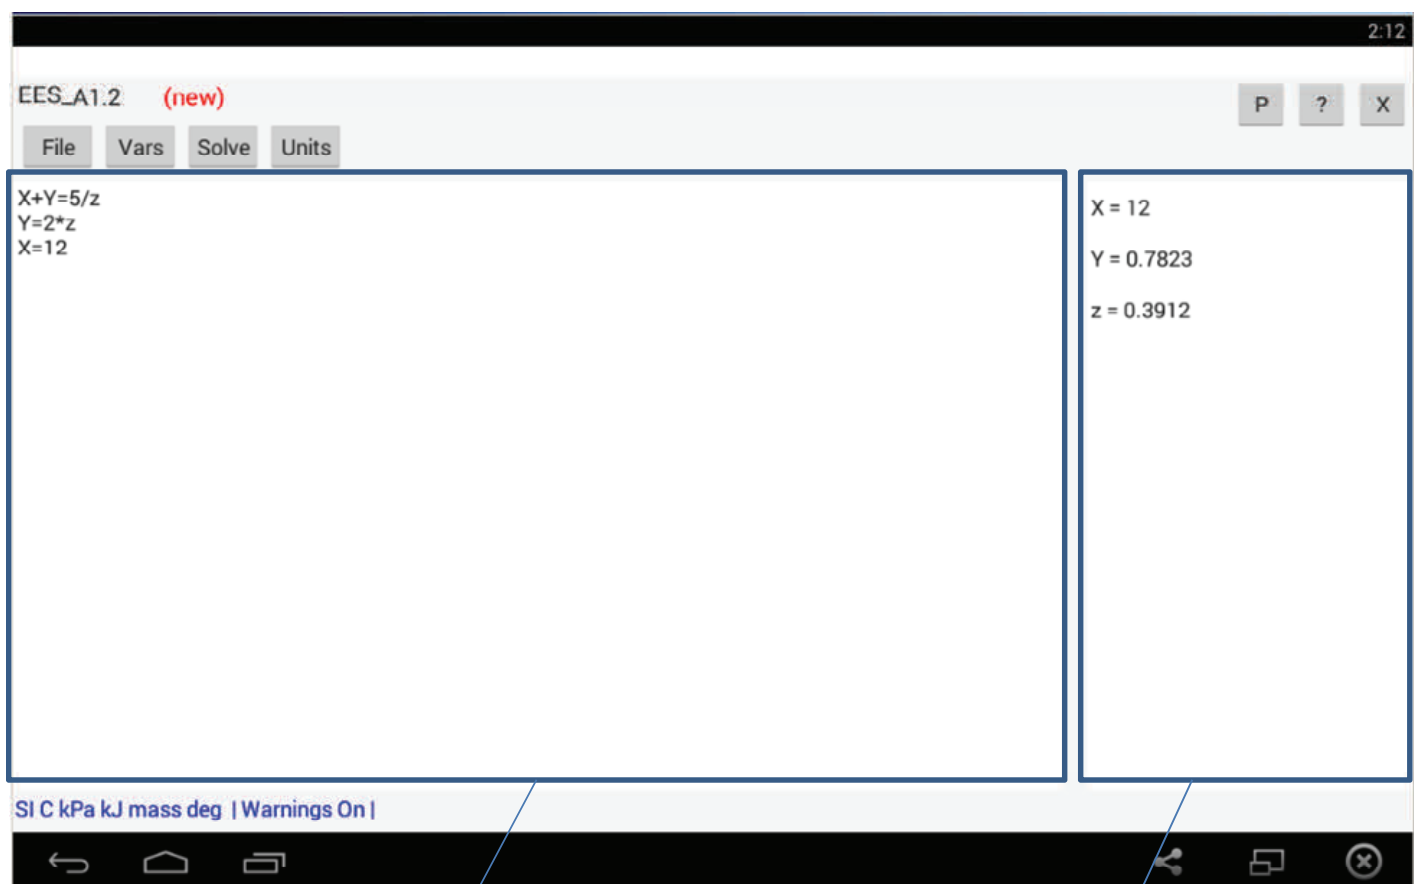 2:12
EES_A1.2 (new)
P ? X
File Vars Solve Units
X+Y=5/z
Y=2*z
X=12
X = 12
Y = 0.7823
z = 0.3912
SI C kPa kJ mass deg | Warnings On |